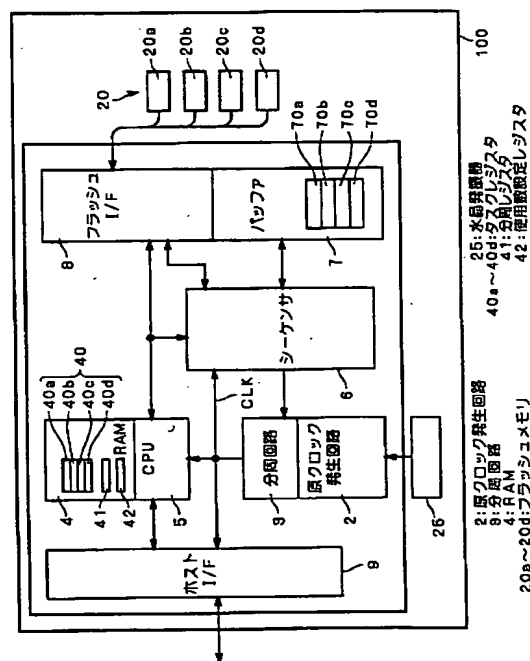 100
20
20a
20b
20c
20d
フラッシュ
I/F
8
バッファ
7
70a
70b
70c
70d
40
40a
40b
40c
40d
RAM
4
41
42
CPU
5
シーケンサ
6
CLK
分周回路
3
原クロック
発生回路
2
ホスト
I/F
9
25
2:原クロック発生回路
3:分周回路
4:RAM
20a〜20d:フラッシュメモリ
25:水晶発振器
40a〜40d:タスクレジスタ
41:分周レジスタ
42:使用数設定レジスタ